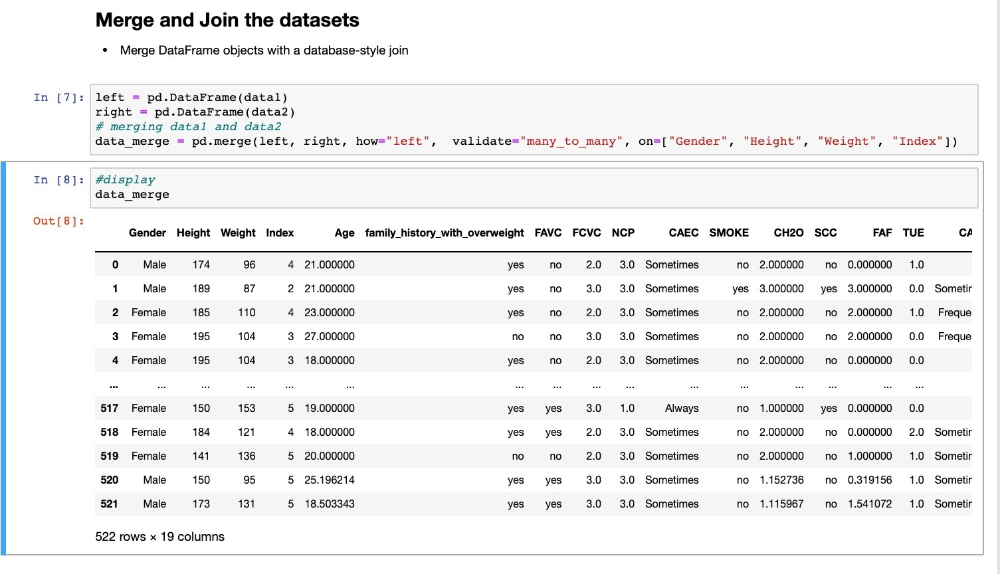 Merge and Join the datasets
• Merge DataFrame objects with a database-style join
In [7]: left = pd.DataFrame(data1)
right = pd.DataFrame(data2)
# merging data1 and data2
data_merge = pd.merge(left, right, how="left",  validate="many_to_many", on=["Gender", "Height", "Weight", "Index"])
In [8]: #display
data_merge
Out[8]:
Gender Height Weight Index Age family_history_with_overweight FAVC FCVC NCP CAEC SMOKE CH2O SCC FAF TUE CA
0 Male 174 96 4 21.000000 yes no 2.0 3.0 Sometimes no 2.000000 no 0.000000 1.0
1 Male 189 87 2 21.000000 yes no 3.0 3.0 Sometimes yes 3.000000 yes 3.000000 0.0 Sometin
2 Female 185 110 4 23.000000 yes no 2.0 3.0 Sometimes no 2.000000 no 2.000000 1.0 Freque
3 Female 195 104 3 27.000000 no no 3.0 3.0 Sometimes no 2.000000 no 2.000000 0.0 Freque
4 Female 195 104 3 18.000000 yes no 2.0 3.0 Sometimes no 2.000000 no 0.000000 0.0
... ... ... ... ... ... ... ... ... ... ... ... ... ... ... ...
517 Female 150 153 5 19.000000 yes yes 3.0 1.0 Always no 1.000000 yes 0.000000 0.0
518 Female 184 121 4 18.000000 yes yes 2.0 3.0 Sometimes no 2.000000 no 0.000000 2.0 Sometin
519 Female 141 136 5 20.000000 no no 2.0 3.0 Sometimes no 2.000000 no 1.000000 1.0 Sometin
520 Male 150 95 5 25.196214 yes yes 3.0 3.0 Sometimes no 1.152736 no 0.319156 1.0 Sometin
521 Male 173 131 5 18.503343 yes yes 3.0 3.0 Sometimes no 1.115967 no 1.541072 1.0 Sometin
522 rows × 19 columns